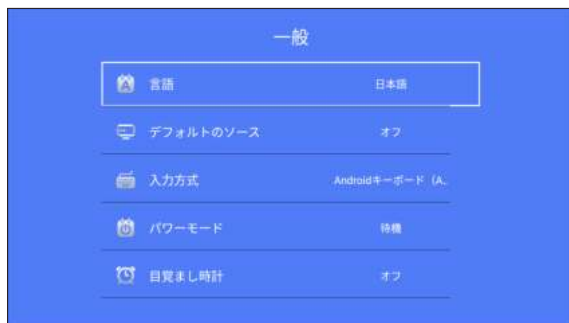 一般
言語 日本語
デフォルトのソース オフ
入力方式 Androidキーボード（A..
パワーモード 待機
目覚まし時計 オフ